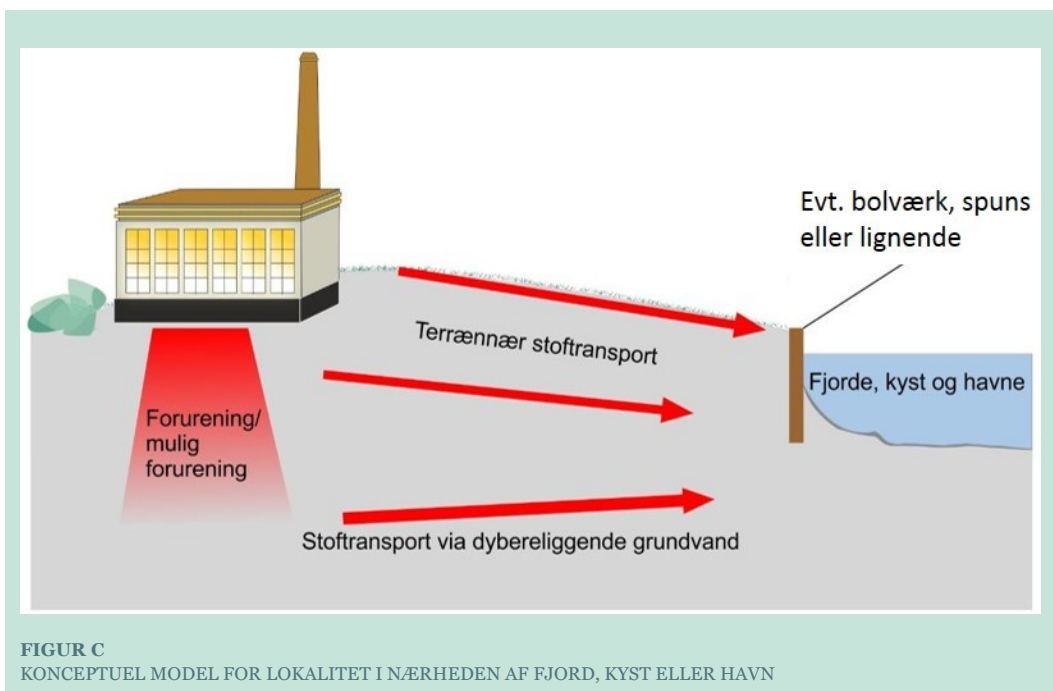 Evt. bolværk, spuns
eller lignende
Terrænnær stoftransport
Fjorde, kyst og havne
Forurening/
mulig
forurening
Stoftransport via dybereliggende grundvand
FIGUR C
KONCEPTUEL MODEL FOR LOKALITET I NÆRHEDEN AF FJORD, KYST ELLER HAVN